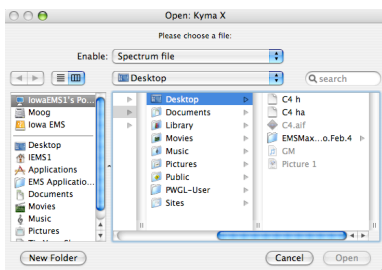 Open: Kyma X
Please choose a file:
Enable: Spectrum file
Desktop
search
IowaEMS1's Po...
Moog
Iowa EMS
Desktop
IEMS1
Applications
EMS Applicatio...
Documents
Movies
Music
Pictures
Desktop
Documents
Library
Movies
Music
Pictures
Public
PWGL-User
Sites
C4 h
C4 ha
C4.aif
EMSMax...o.Feb.4
GM
Picture 1
New Folder
Cancel
Open